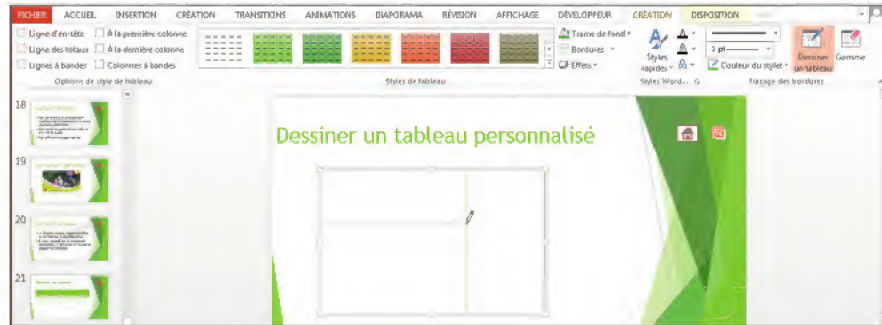 FICHIER ACCUEIL INSERTION CRÉATION TRANSITIONS ANIMATIONS DIAPORAMA RÉVISION AFFICHAGE DÉVELOPPEUR CRÉATION DISPOSITION
Ligne d'en-tête À la première colonne
Ligne des totaux À la dernière colonne
Lignes à bandes Colonnes à bandes
Options de style de tableau
Styles de tableau
Trame de fond
Bordures
Effets
Styles rapides
Styles Word...
1 pt
Couleur du stylet
Dessiner un tableau
Gomme
Traçage des bordures
18
19
20
21
Dessiner un tableau personnalisé